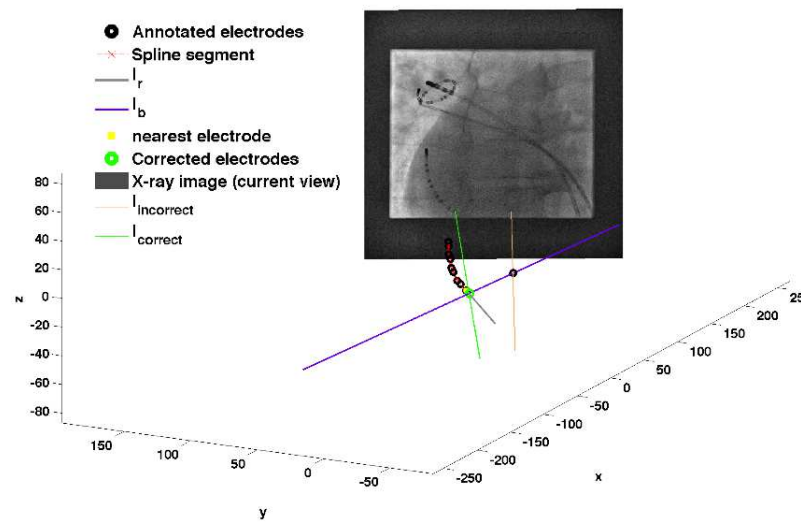 Annotated electrodes
Spline segment
l_r
l_b
nearest electrode
Corrected electrodes
X-ray image (current view)
l_incorrect
l_correct
80
60
40
20
0
-20
-40
-60
-80
z
150
100
50
0
-50
y
-250
-200
-150
-100
-50
0
50
100
150
200
25
x